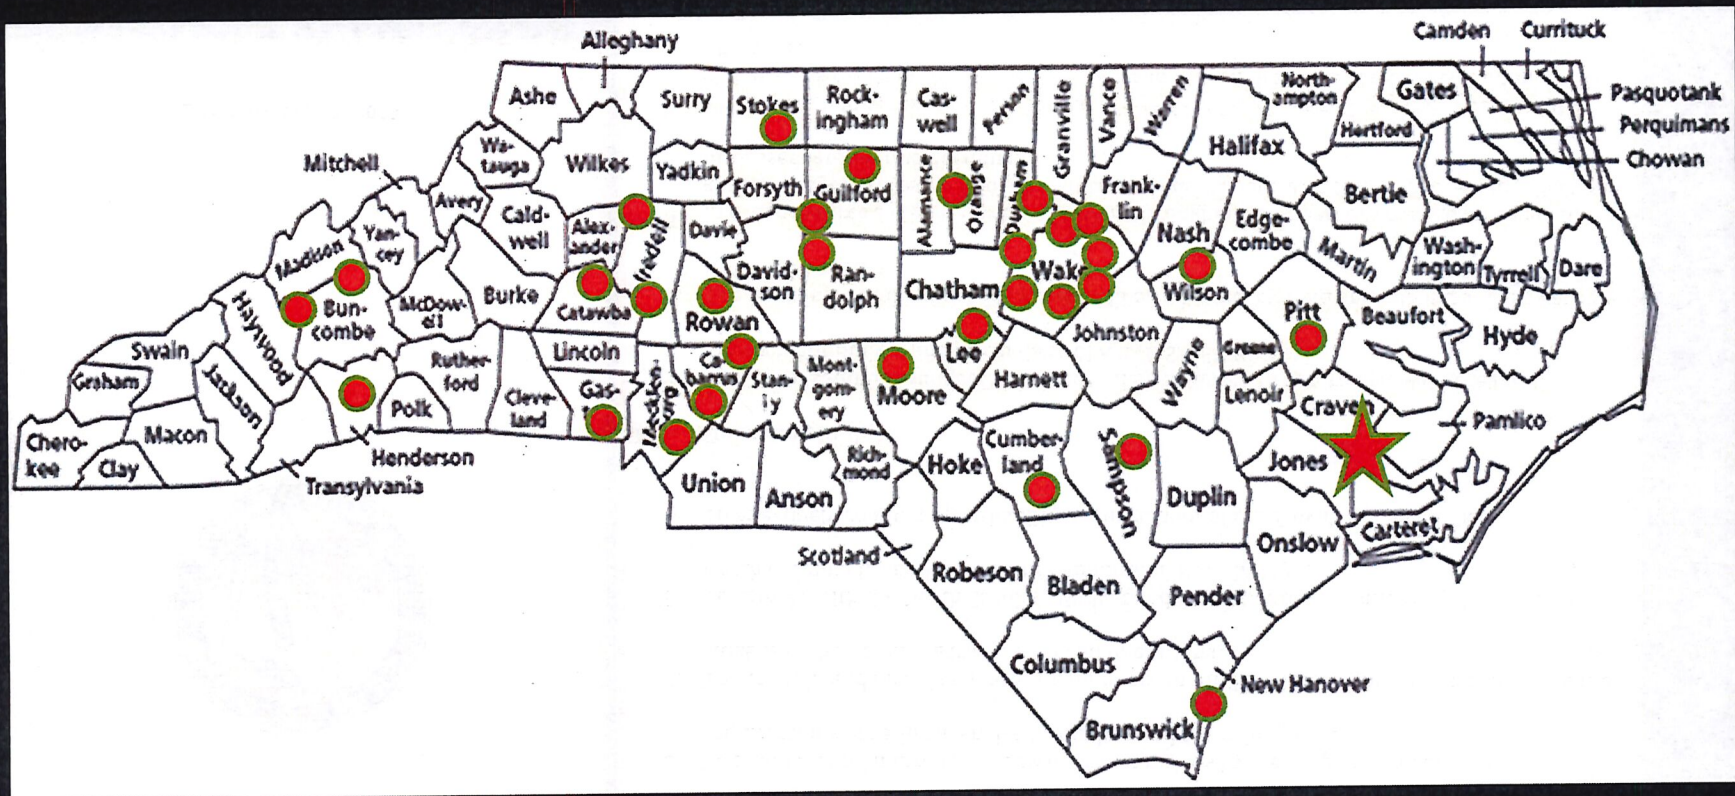 Alleghany
Camden
Currituck
Ashe
Surry
Stokes
Rock-
ingham
Cas-
well
Person
Granville
Vance
Warren
North-
ampton
Gates
Pasquotank
Hertford
Perquimans
Chowan
Mitchell
Wa-
tauga
Wilkes
Yadkin
Forsyth
Guilford
Alamance
Orange
Durham
Frank-
lin
Halifax
Bertie
Avery
Cald-
well
Alex-
ander
Iredell
Davie
David-
son
Ran-
dolph
Chatham
Wake
Nash
Edge-
combe
Martin
Wash-
ington
Tyrrell
Dare
Madison
Yan-
cey
Bun-
combe
McDow-
ell
Burke
Catawba
Rowan
Wilson
Johnston
Pitt
Beaufort
Hyde
Haywood
Swain
Graham
Jackson
Ruther-
ford
Lincoln
Cleve-
land
Gas-
Ca-
barrus
Stan-
ly
Mont-
gom-
ery
Moore
Lee
Harnett
Wayne
Greene
Lenoir
Craven
Pamlico
Chero-
kee
Clay
Macon
Polk
Henderson
Transylvania
Union
Anson
Rich-
mond
Hoke
Cumber-
land
Sampson
Duplin
Jones
Onslow
Carteret
Scotland
Robeson
Bladen
Pender
Columbus
New Hanover
Brunswick